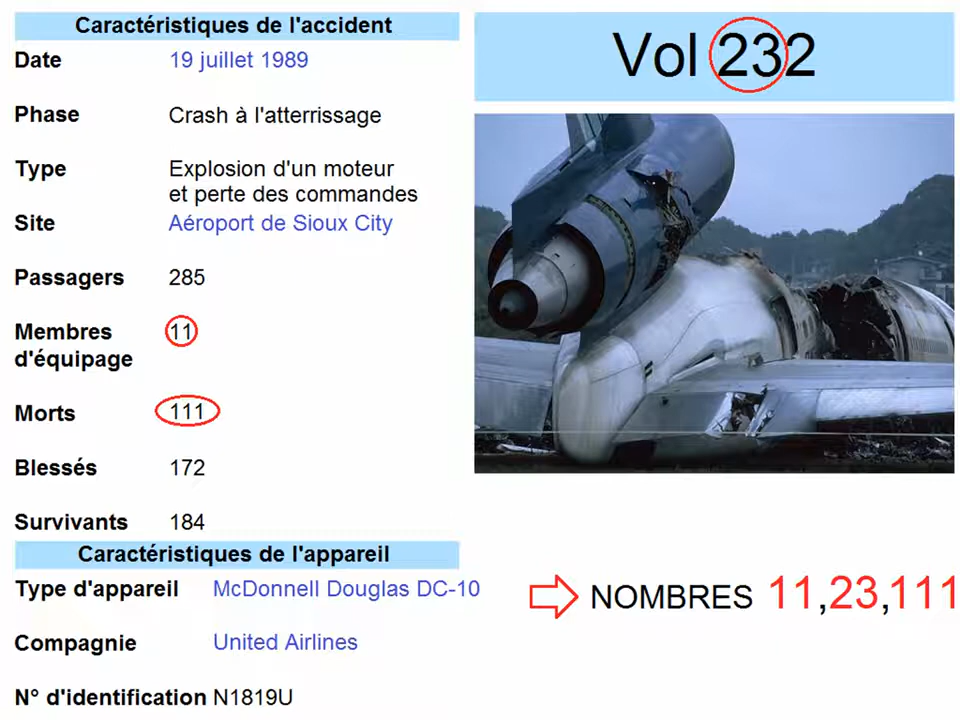 Caractéristiques de l'accident
Date 19 juillet 1989
Phase Crash à l'atterrissage
Type Explosion d'un moteur
et perte des commandes
Site Aéroport de Sioux City
Passagers 285
Membres 11
d'équipage
Morts 111
Blessés 172
Survivants 184
Caractéristiques de l'appareil
Type d'appareil McDonnell Douglas DC-10
Compagnie United Airlines
N° d'identification N1819U
Vol 232
NOMBRES 11,23,111